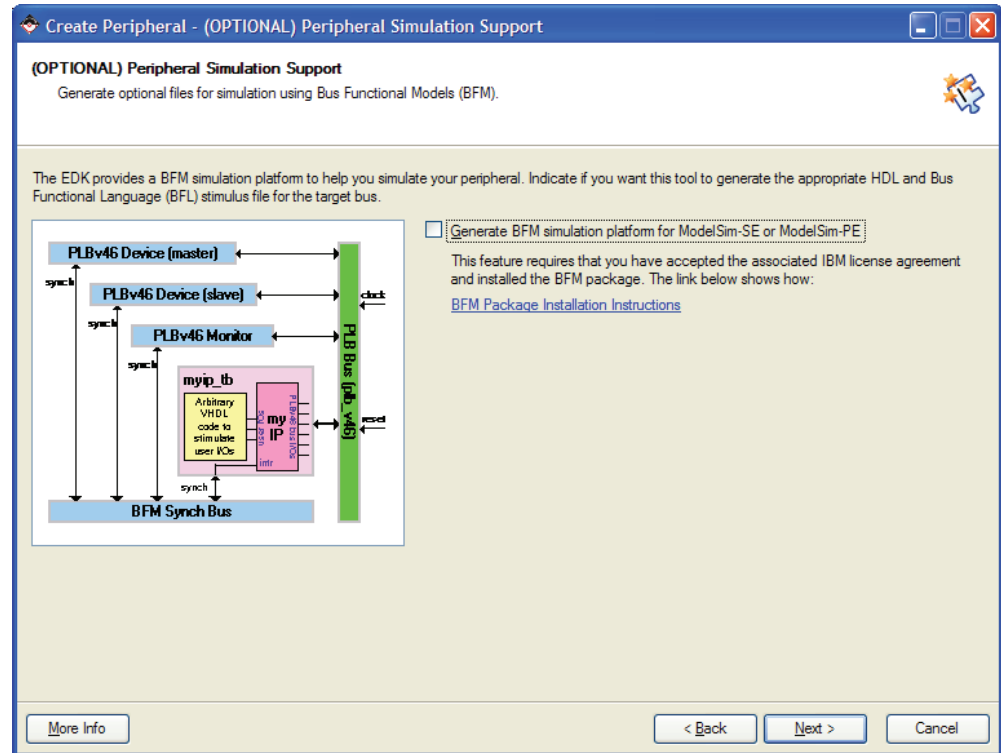 Create Peripheral - (OPTIONAL) Peripheral Simulation Support
(OPTIONAL) Peripheral Simulation Support
Generate optional files for simulation using Bus Functional Models (BFM).
The EDK provides a BFM simulation platform to help you simulate your peripheral. Indicate if you want this tool to generate the appropriate HDL and Bus
Functional Language (BFL) stimulus file for the target bus.
PLBv46 Device (master)
synch
PLBv46 Device (slave)
clock
synch
PLBv46 Monitor
synch
PLB Bus (plb_v46)
myip_tb
Arbitrary
VHDL
code to
stimulate
user I/Os
user I/Os
my
IP
PLBv46 bus I/Os
intr
reset
synch
BFM Synch Bus
Generate BFM simulation platform for ModelSim-SE or ModelSim-PE
This feature requires that you have accepted the associated IBM license agreement
and installed the BFM package. The link below shows how:
BFM Package Installation Instructions
More Info
< Back
Next >
Cancel